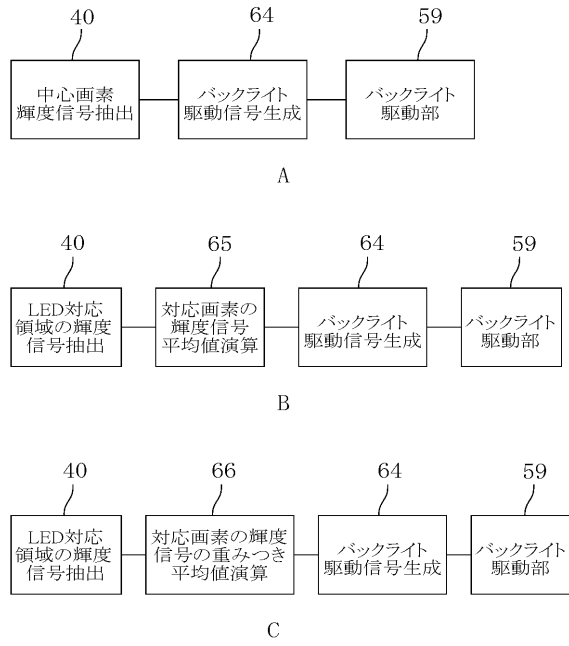 40
64
59
中心画素
輝度信号抽出
バックライト
駆動信号生成
バックライト
駆動部
A
40
65
64
59
LED対応
領域の輝度
信号抽出
対応画素の
輝度信号
平均値演算
バックライト
駆動信号生成
バックライト
駆動部
B
40
66
64
59
LED対応
領域の輝度
信号抽出
対応画素の輝度
信号の重みつき
平均値演算
バックライト
駆動信号生成
バックライト
駆動部
C